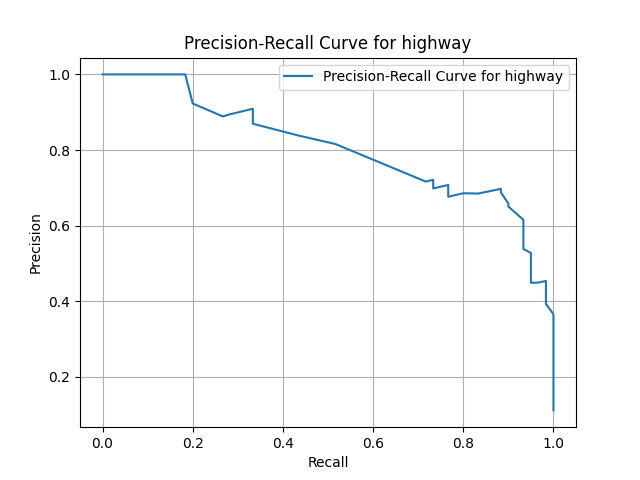 Precision-Recall Curve for highway
Precision-Recall Curve for highway
1.0
0.8
0.6
0.4
0.2
Precision
0.0 0.2 0.4 0.6 0.8 1.0
Recall